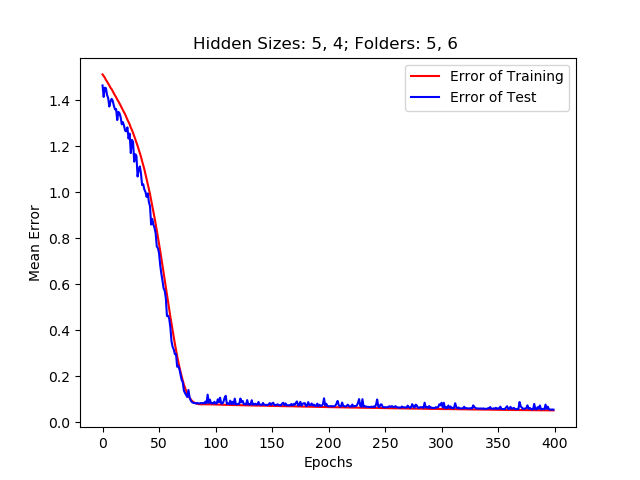 Hidden Sizes: 5, 4; Folders: 5, 6
Error of Training
Error of Test
Mean Error
1.4
1.2
1.0
0.8
0.6
0.4
0.2
0.0
0 50 100 150 200 250 300 350 400
Epochs